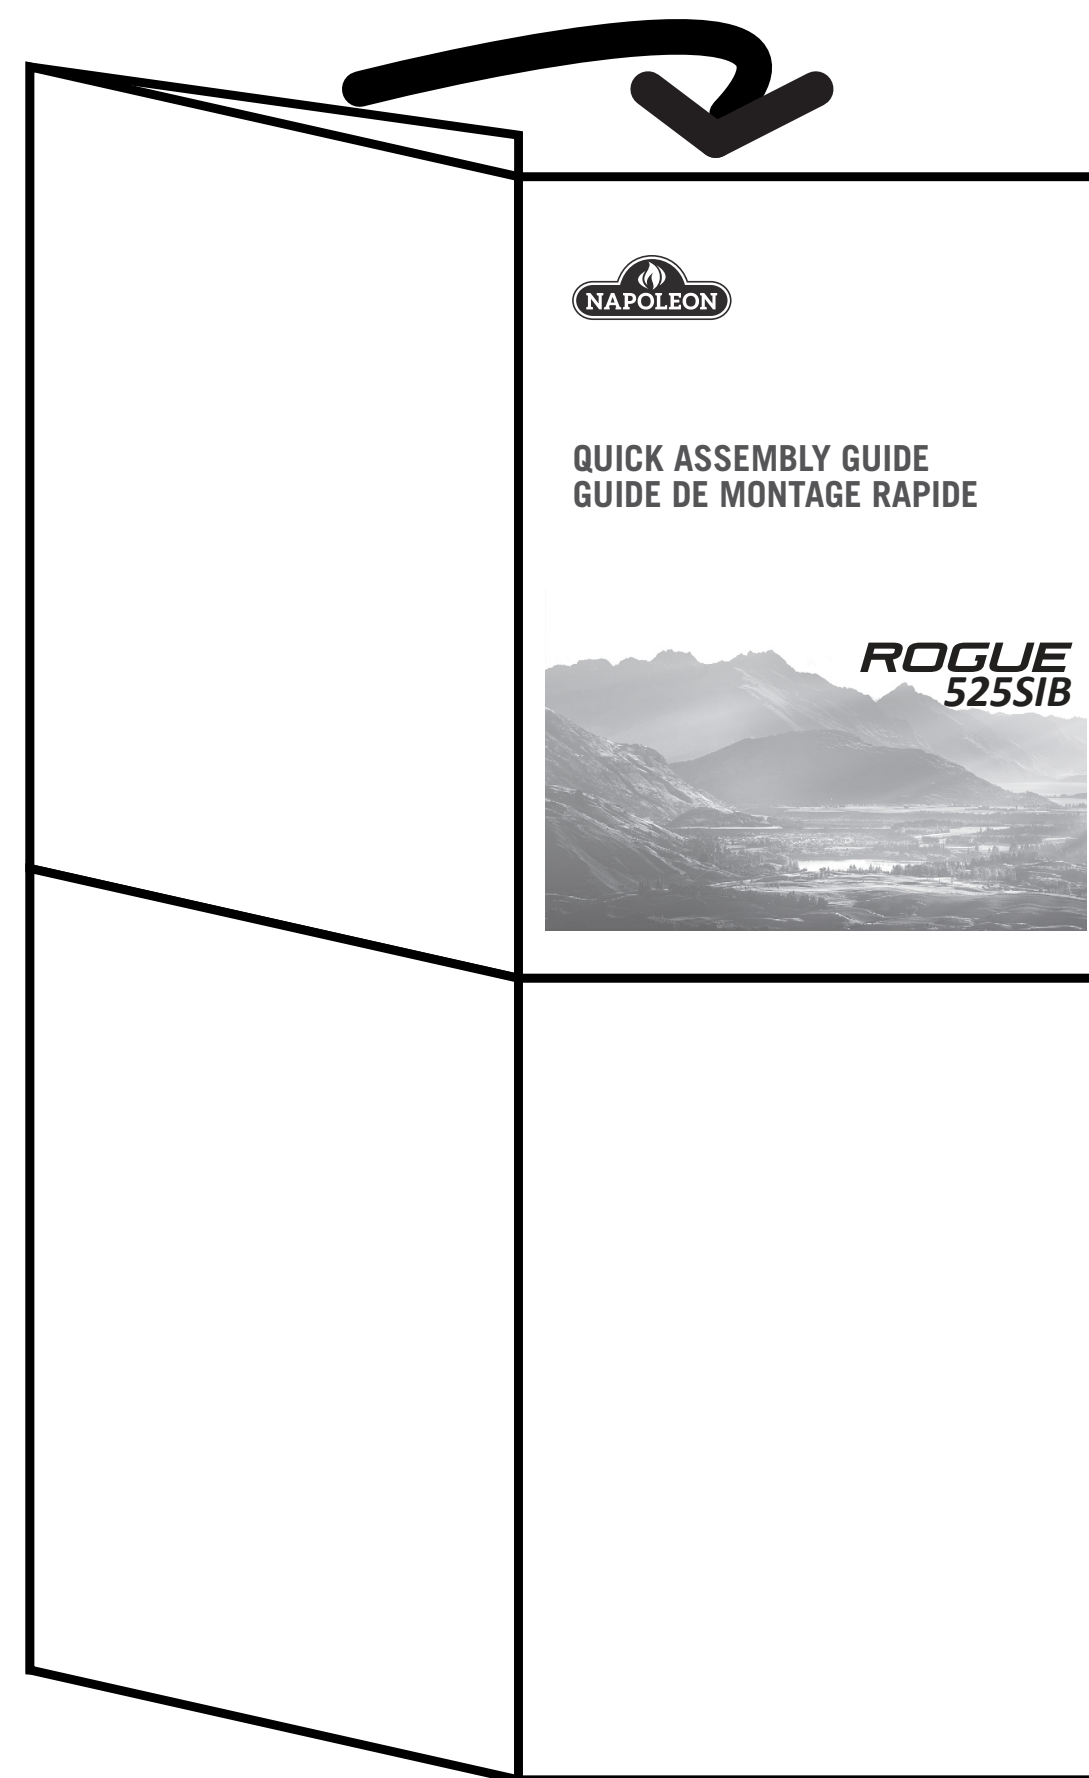 NAPOLEON
QUICK ASSEMBLY GUIDE
GUIDE DE MONTAGE RAPIDE
ROGUE
525SIB